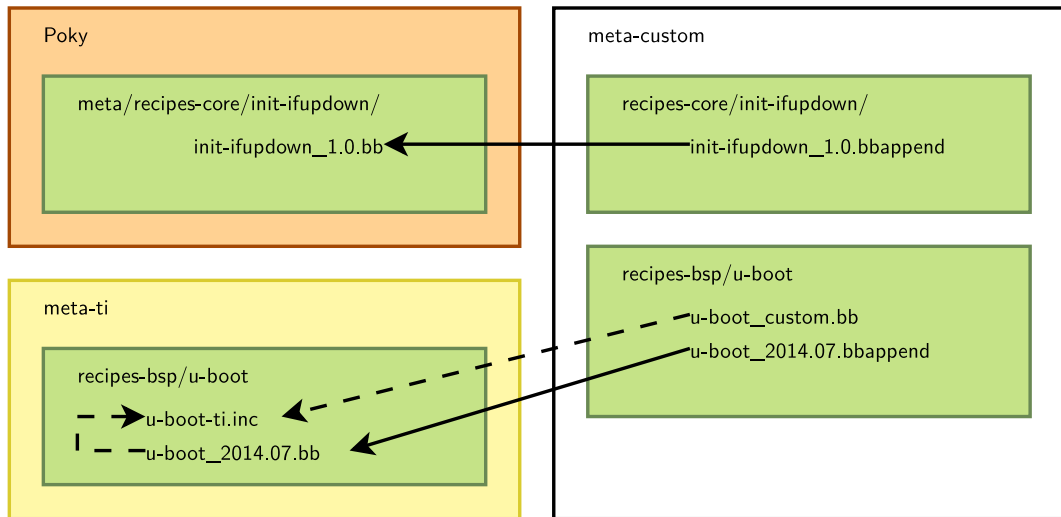 Poky
meta/recipes-core/init-ifupdown/
init-ifupdown_1.0.bb
meta-ti
recipes-bsp/u-boot
u-boot-ti.inc
u-boot_2014.07.bb
meta-custom
recipes-core/init-ifupdown/
init-ifupdown_1.0.bbappend
recipes-bsp/u-boot
u-boot_custom.bb
u-boot_2014.07.bbappend